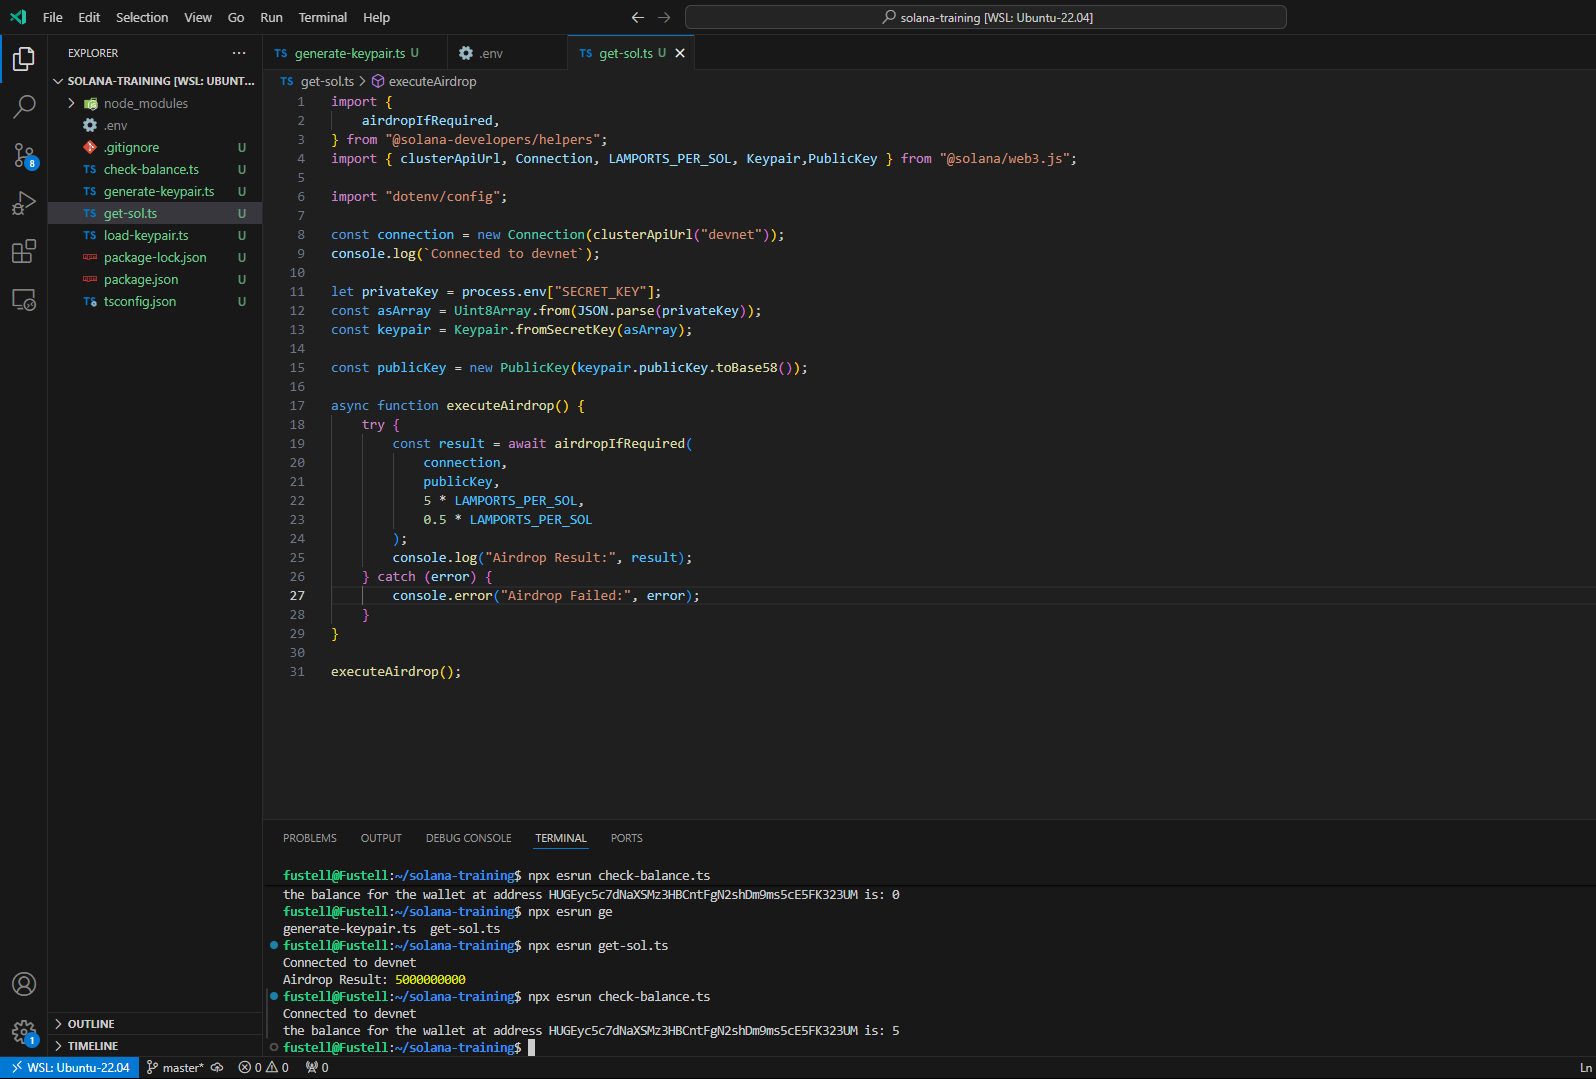 File Edit Selection View Go Run Terminal Help
solana-training [WSL: Ubuntu-22.04]
EXPLORER
SOLANA-TRAINING [WSL: UBUNT...
node_modules
.env
.gitignore U
check-balance.ts U
generate-keypair.ts U
get-sol.ts U
load-keypair.ts U
package-lock.json U
package.json U
tsconfig.json U
8
1
OUTLINE
TIMELINE
TS generate-keypair.ts U .env TS get-sol.ts U
TS get-sol.ts > executeAirdrop
1 import {
2 airdropIfRequired,
3 } from "@solana-developers/helpers";
4 import { clusterApiUrl, Connection, LAMPORTS_PER_SOL, Keypair,PublicKey } from "@solana/web3.js";
5
6 import "dotenv/config";
7
8 const connection = new Connection(clusterApiUrl("devnet"));
9 console.log(`Connected to devnet`);
10
11 let privateKey = process.env["SECRET_KEY"];
12 const asArray = Uint8Array.from(JSON.parse(privateKey));
13 const keypair = Keypair.fromSecretKey(asArray);
14
15 const publicKey = new PublicKey(keypair.publicKey.toBase58());
16
17 async function executeAirdrop() {
18 try {
19 const result = await airdropIfRequired(
20 connection,
21 publicKey,
22 5 * LAMPORTS_PER_SOL,
23 0.5 * LAMPORTS_PER_SOL
24 );
25 console.log("Airdrop Result:", result);
26 } catch (error) {
27 console.error("Airdrop Failed:", error);
28 }
29 }
30
31 executeAirdrop();
PROBLEMS OUTPUT DEBUG CONSOLE TERMINAL PORTS
fustell@Fustell:~/solana-training$ npx esrun check-balance.ts
the balance for the wallet at address HUGEyc5c7dNaXSMz3HBCntFgN2shDm9ms5cE5FK323UM is: 0
fustell@Fustell:~/solana-training$ npx esrun ge
generate-keypair.ts get-sol.ts
fustell@Fustell:~/solana-training$ npx esrun get-sol.ts
Connected to devnet
Airdrop Result: 5000000000
fustell@Fustell:~/solana-training$ npx esrun check-balance.ts
Connected to devnet
the balance for the wallet at address HUGEyc5c7dNaXSMz3HBCntFgN2shDm9ms5cE5FK323UM is: 5
fustell@Fustell:~/solana-training$
WSL: Ubuntu-22.04 master* 0 0 0 Ln